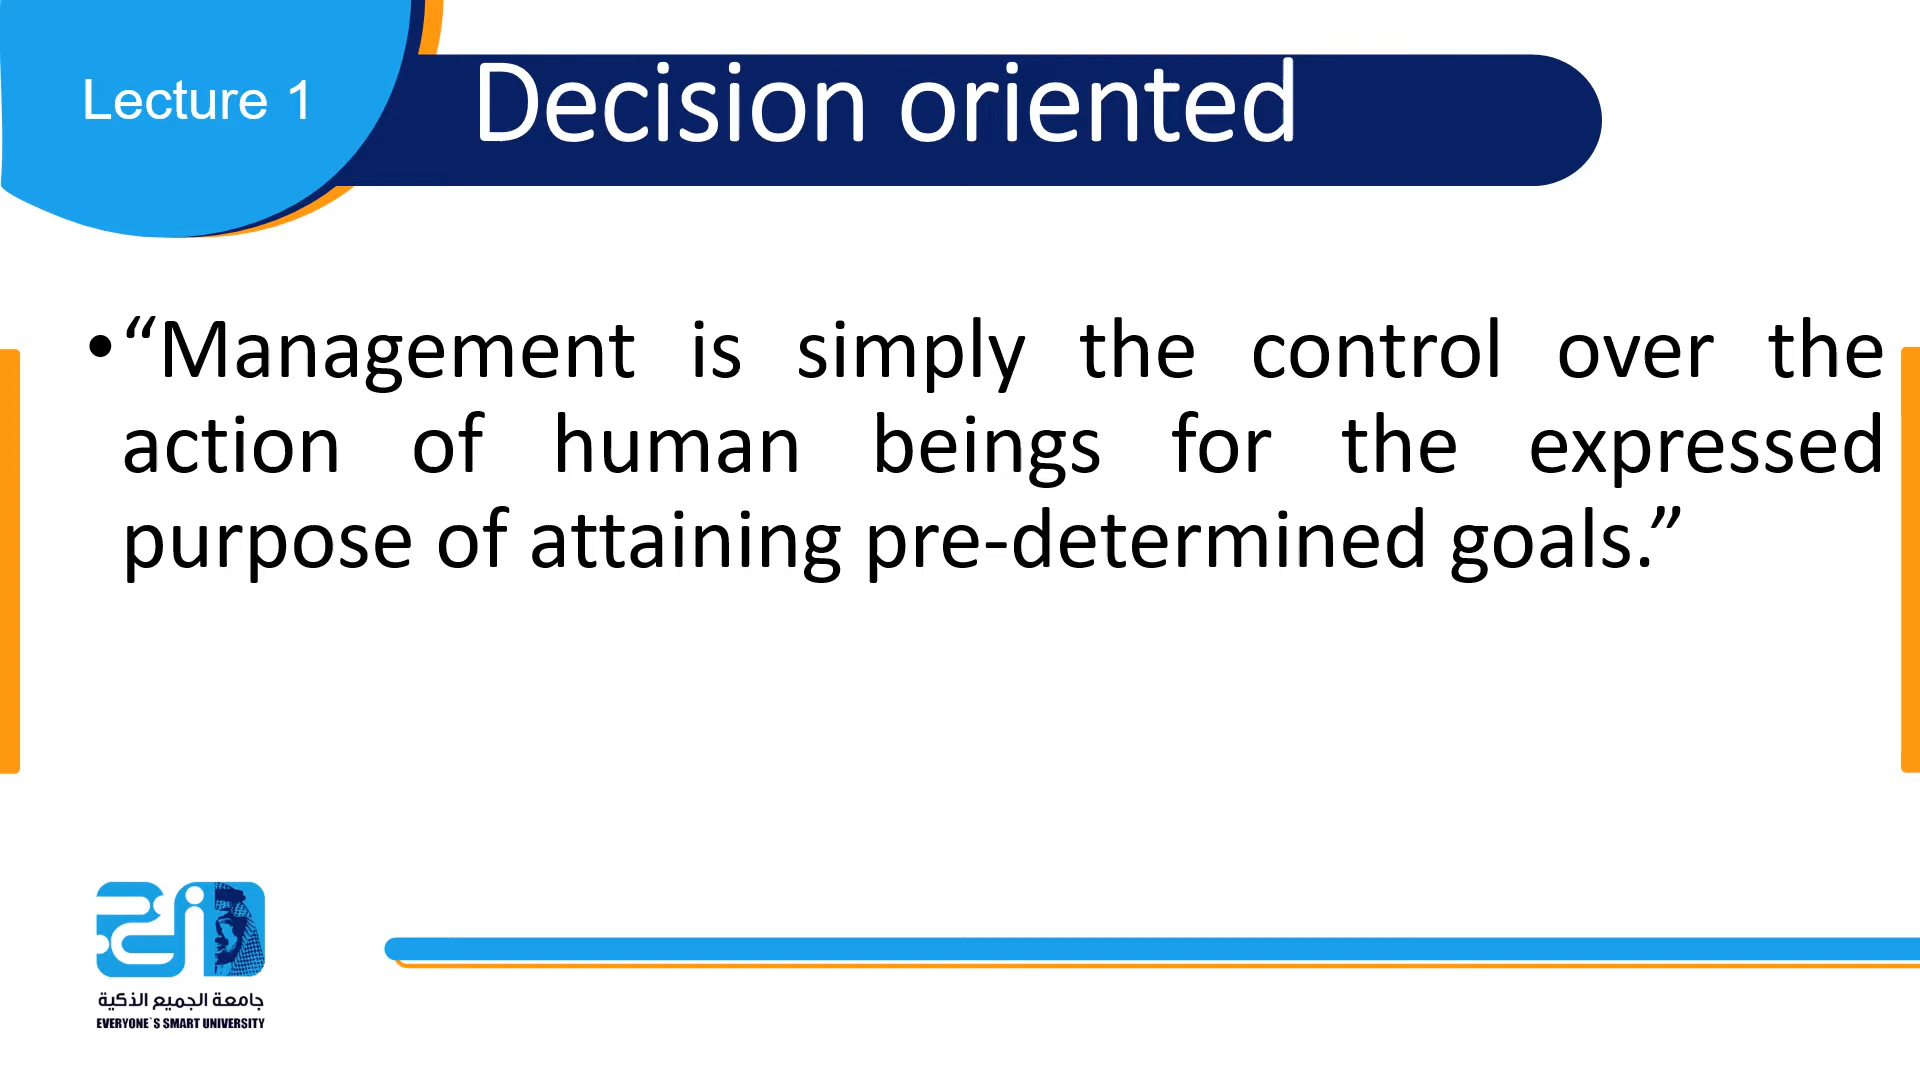 Lecture 1
Decision oriented
•“Management is simply the control over the
action of human beings for the expressed
purpose of attaining pre-determined goals.”
جامعة الجميع الذكية
EVERYONE`S SMART UNIVERSITY